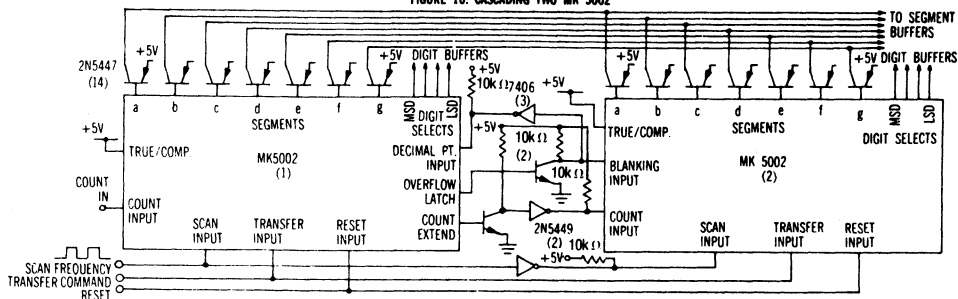 FIGURE 10. CASCADING TWO MK 5002
TO SEGMENT
BUFFERS
2N5447
(14)
+5V
+5V
DIGIT BUFFERS
+5V
10kΩ
7406
(3)
+5V
+5V
DIGIT BUFFERS
a b c d e f g
MSD
LSD
SEGMENTS
DIGIT
SELECTS
+5V
TRUE/COMP.
MK5002
(1)
DECIMAL PT.
INPUT
OVERFLOW
LATCH
COUNT
EXTEND
COUNT
IN
COUNT
INPUT
SCAN
INPUT
TRANSFER
INPUT
RESET
INPUT
+5V
10kΩ
(2)
10kΩ
2N5449
(2)
10kΩ
+5V
a b c d e f g
MSD
LSD
SEGMENTS
DIGIT SELECTS
TRUE/COMP.
MK 5002
(2)
BLANKING
INPUT
COUNT
INPUT
SCAN
INPUT
TRANSFER
INPUT
RESET
INPUT
SCAN FREQUENCY
TRANSFER COMMAND
RESET